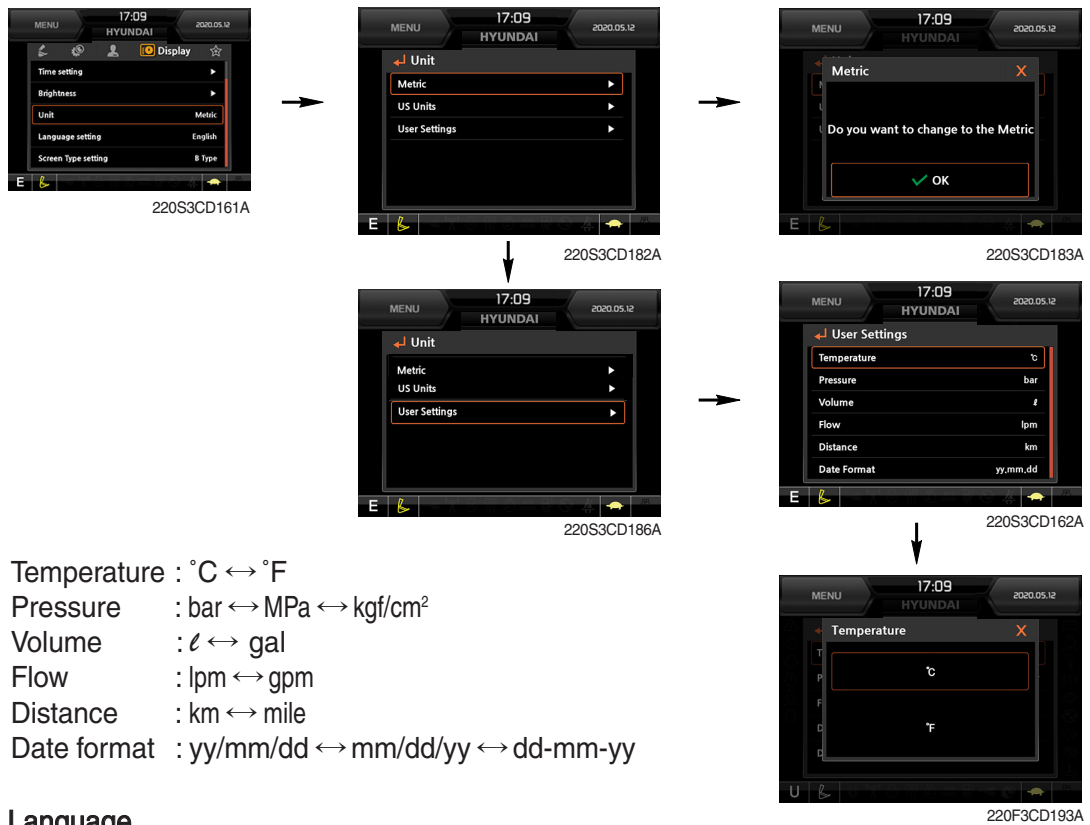 MENU 17:09 2020.05.12
HYUNDAI
Display
Time setting
Brightness
Unit Metric
Language setting English
Screen Type setting B Type
E
220S3CD161A
MENU 17:09 2020.05.12
HYUNDAI
Unit
Metric
US Units
User Settings
E
220S3CD182A
MENU 17:09 2020.05.12
HYUNDAI
Metric X
Do you want to change to the Metric
OK
E
220S3CD183A
MENU 17:09 2020.05.12
HYUNDAI
Unit
Metric
US Units
User Settings
E
220S3CD186A
MENU 17:09 2020.05.12
HYUNDAI
User Settings
Temperature ℃
Pressure bar
Volume ℓ
Flow lpm
Distance km
Date Format yy.mm.dd
E
220S3CD162A
MENU 17:09 2020.05.12
HYUNDAI
Temperature X
℃
℉
U
220F3CD193A
Temperature : ˚C ↔ ˚F
Pressure : bar ↔ MPa ↔ kgf/cm²
Volume : ℓ ↔ gal
Flow : lpm ↔ gpm
Distance : km ↔ mile
Date format : yy/mm/dd ↔ mm/dd/yy ↔ dd-mm-yy
Language